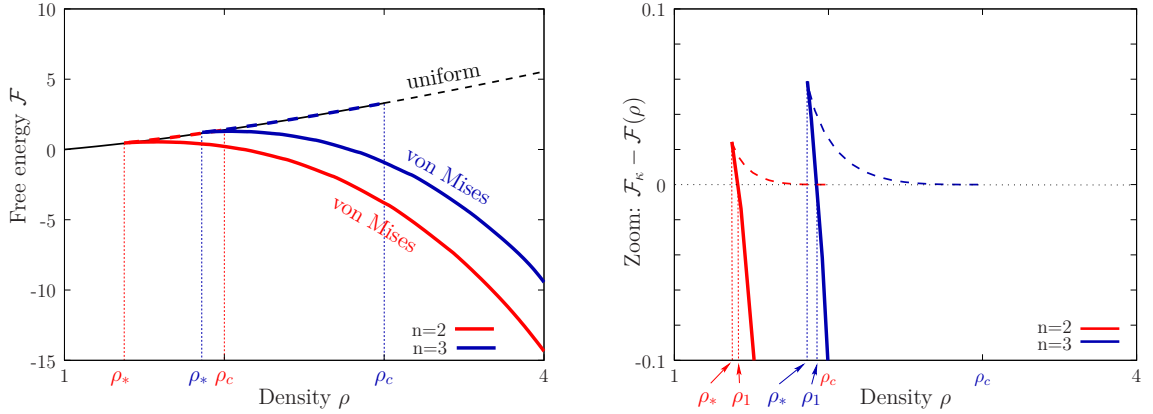 5
0
-5
-10
-15
1
4
Free energy 𝓕
Density ρ
uniform
von Mises
von Mises
n=2
n=3
ρ* ρ* ρc ρc
0.1
0
-0.1
1
4
Zoom: 𝓕κ − 𝓕(ρ)
Density ρ
n=2
n=3
ρc ρc
ρ* ρ1 ρ* ρ1